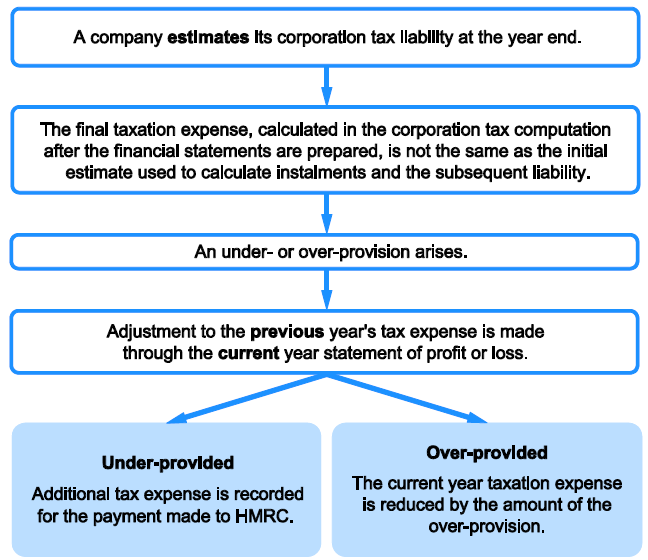 A company estimates its corporation tax liability at the year end.
The final taxation expense, calculated in the corporation tax computation
after the financial statements are prepared, is not the same as the initial
estimate used to calculate instalments and the subsequent liability.
An under- or over-provision arises.
Adjustment to the previous year's tax expense is made
through the current year statement of profit or loss.
Under-provided
Additional tax expense is recorded
for the payment made to HMRC.
Over-provided
The current year taxation expense
is reduced by the amount of the
over-provision.